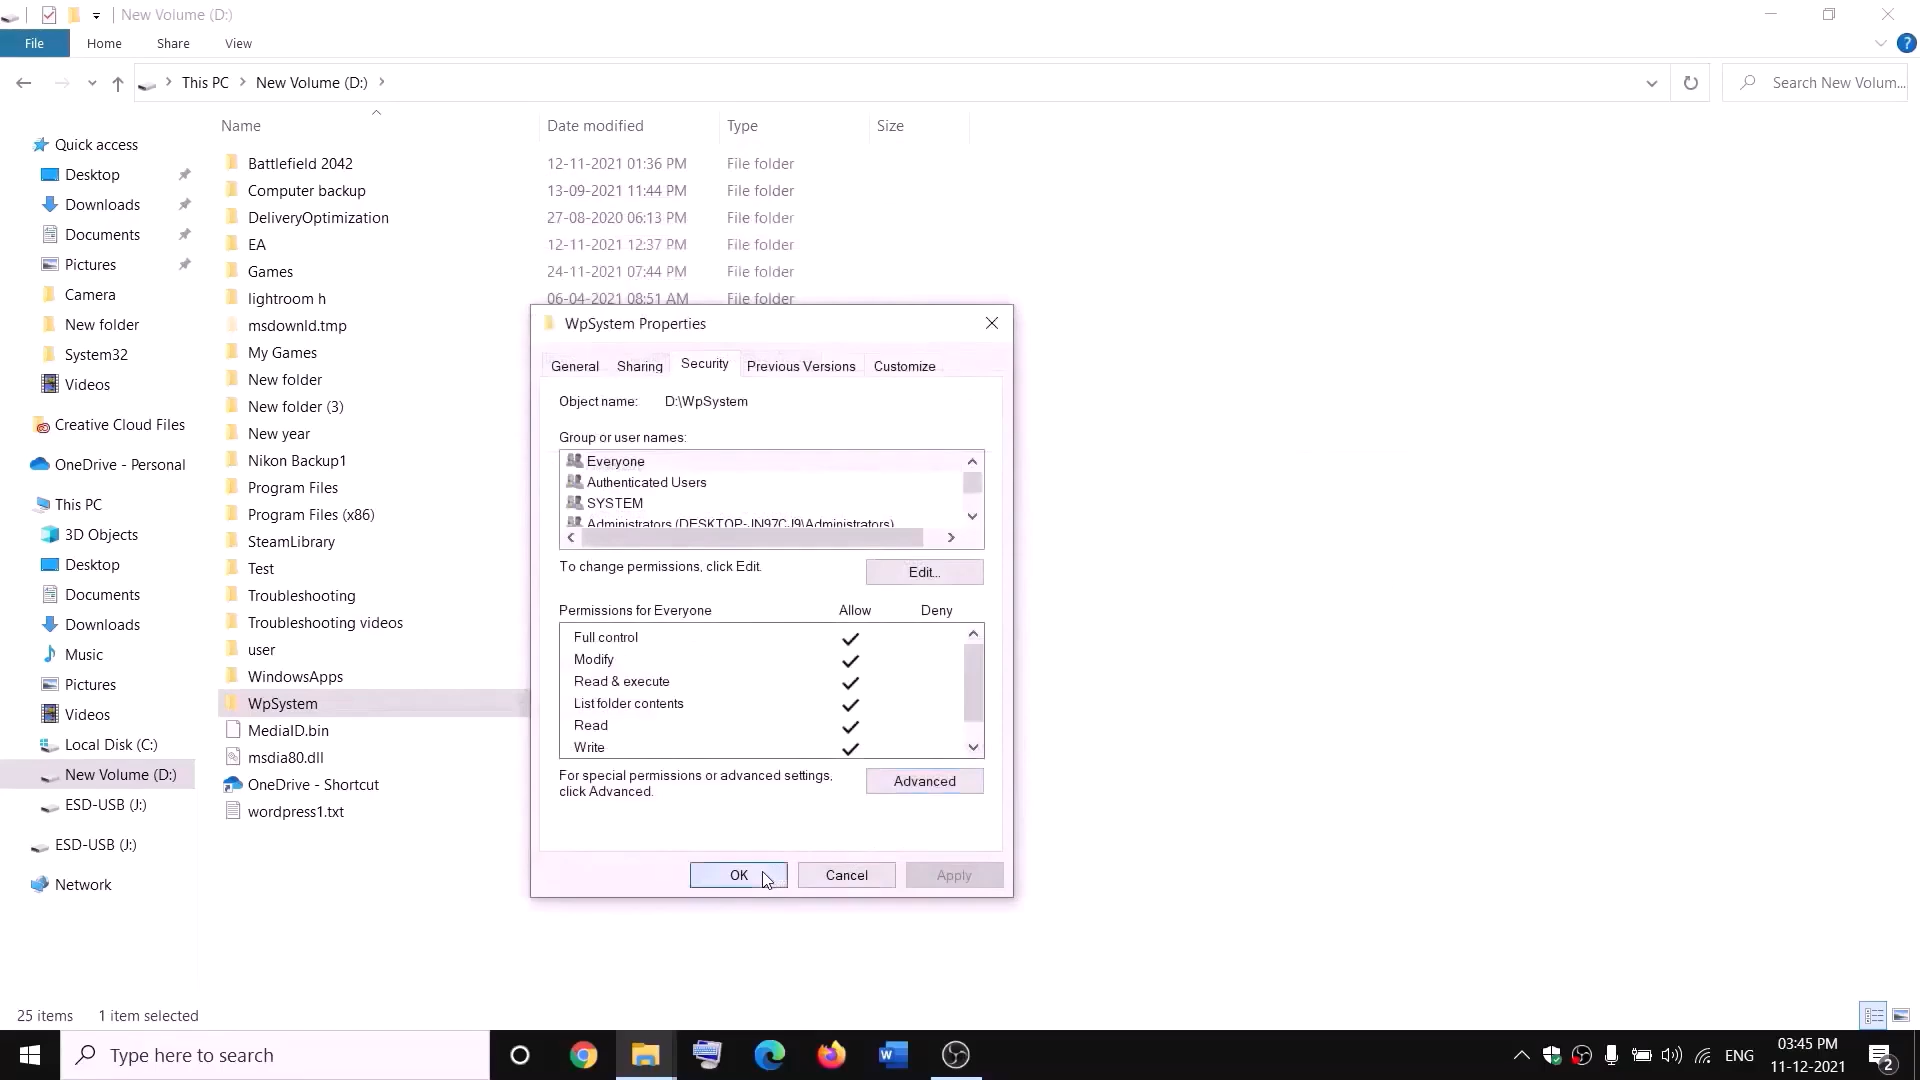 New Volume (D:)
File Home Share View
This PC New Volume (D:) Search New Volum...
Name Date modified Type Size
Quick access
Desktop
Downloads
Documents
Pictures
Camera
New folder
System32
Videos
Creative Cloud Files
OneDrive - Personal
This PC
3D Objects
Desktop
Documents
Downloads
Music
Pictures
Videos
Local Disk (C:)
New Volume (D:)
ESD-USB (J:)
ESD-USB (J:)
Network
Battlefield 2042 12-11-2021 01:36 PM File folder
Computer backup 13-09-2021 11:44 PM File folder
DeliveryOptimization 27-08-2020 06:13 PM File folder
EA 12-11-2021 12:37 PM File folder
Games 24-11-2021 07:44 PM File folder
lightroom h 06-04-2021 08:51 AM File folder
msdownld.tmp
My Games
New folder
New folder (3)
New year
Nikon Backup1
Program Files
Program Files (x86)
SteamLibrary
Test
Troubleshooting
Troubleshooting videos
user
WindowsApps
WpSystem
MediaID.bin
msdia80.dll
OneDrive - Shortcut
wordpress1.txt
WpSystem Properties
General Sharing Security Previous Versions Customize
Object name: D:\WpSystem
Group or user names:
Everyone
Authenticated Users
SYSTEM
Administrators (DESKTOP-JN97CJ9\Administrators)
To change permissions, click Edit. Edit...
Permissions for Everyone Allow Deny
Full control
Modify
Read & execute
List folder contents
Read
Write
For special permissions or advanced settings,
click Advanced. Advanced
OK Cancel Apply
25 items 1 item selected
Type here to search ENG 03:45 PM
11-12-2021 2